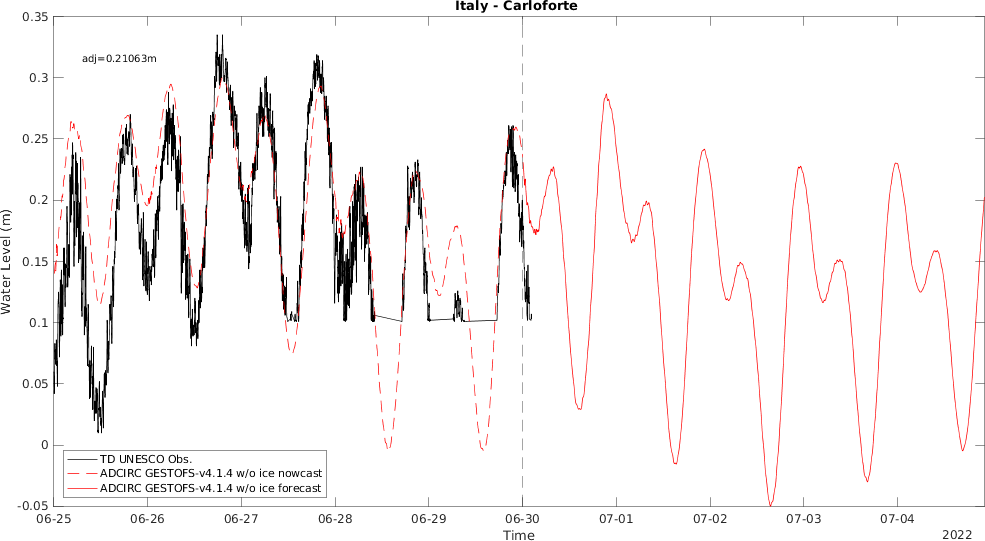 Italy - Carloforte
0.35
0.3
0.25
0.2
0.15
0.1
0.05
0
-0.05
Water Level (m)
adj=0.21063m
TD UNESCO Obs.
ADCIRC GESTOFS-v4.1.4 w/o ice nowcast
ADCIRC GESTOFS-v4.1.4 w/o ice forecast
06-25 06-26 06-27 06-28 06-29 06-30 07-01 07-02 07-03 07-04
Time
2022